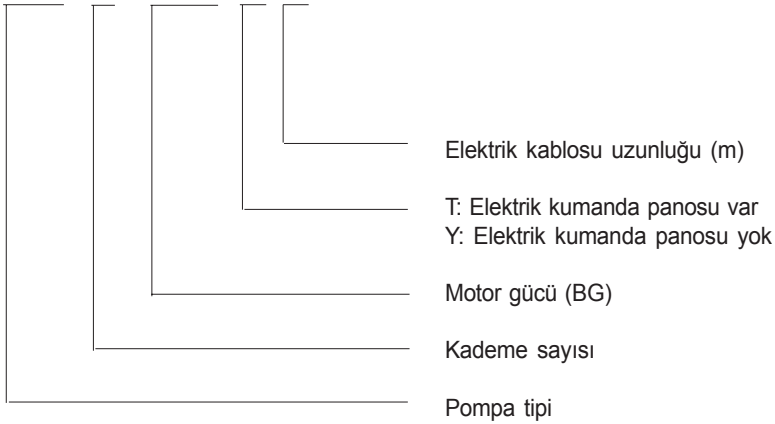 Elektrik kablosu uzunluğu (m)
T: Elektrik kumanda panosu var
Y: Elektrik kumanda panosu yok
Motor gücü (BG)
Kademe sayısı
Pompa tipi